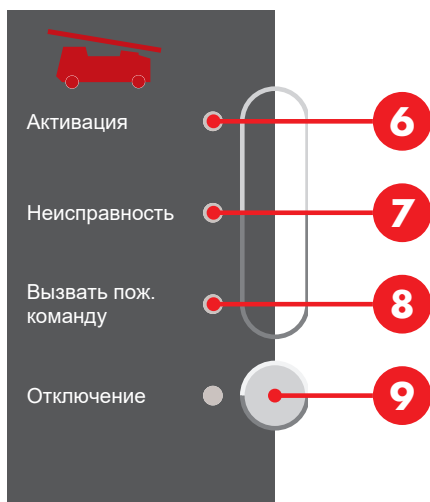 Активация
6
Неисправность
7
Вызвать пож.
команду
8
Отключение
9